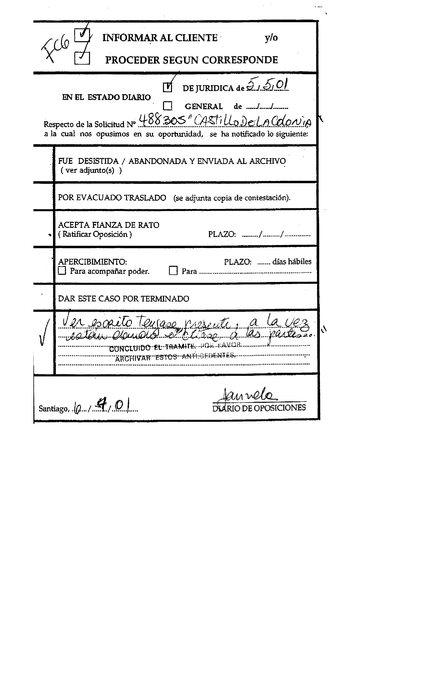 INFORMAR AL CLIENTE y/o
PROCEDER SEGUN CORRESPONDE
EN EL ESTADO DIARIO
DE JURIDICA de 5/5/01
GENERAL de ..../..../.......
Respecto de la Solicitud Nº 488305 "CASTILLO DE LA COLONIA"
a la cual nos opusimos en su oportunidad, se ha notificado lo siguiente:
FUE DESISTIDA / ABANDONADA Y ENVIADA AL ARCHIVO
( ver adjunto(s) )
POR EVACUADO TRASLADO (se adjunta copia de contestación).
ACEPTA FIANZA DE RATO
( Ratificar Oposición ) PLAZO: ......../......./..............
APERCIBIMIENTO: PLAZO: ....... días hábiles
Para acompañar poder. Para
DAR ESTE CASO POR TERMINADO
Ver escrito Tengase presente, a la vez
a las partes
CONCLUIDO EL TRAMITE, POR FAVOR
ARCHIVAR ESTOS ANTECEDENTES.
Santiago, 10/4/01
DIARIO DE OPOSICIONES